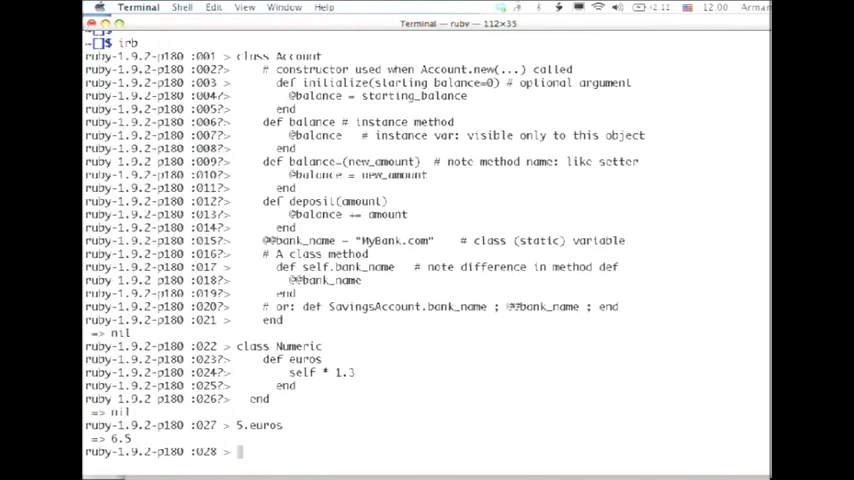 Terminal Shell Edit View Window Help 12:00 Arman
Terminal — ruby — 112×35
~$ irb
ruby-1.9.2-p180 :001 > class Account
ruby-1.9.2-p180 :002?> # constructor used when Account.new(...) called
ruby-1.9.2-p180 :003 > def initialize(starting_balance=0) # optional argument
ruby-1.9.2-p180 :004?> @balance = starting_balance
ruby-1.9.2-p180 :005?> end
ruby-1.9.2-p180 :006?> def balance # instance method
ruby-1.9.2-p180 :007?> @balance # instance var: visible only to this object
ruby-1.9.2-p180 :008?> end
ruby-1.9.2-p180 :009?> def balance=(new_amount) # note method name: like setter
ruby-1.9.2-p180 :010?> @balance = new_amount
ruby-1.9.2-p180 :011?> end
ruby-1.9.2-p180 :012?> def deposit(amount)
ruby-1.9.2-p180 :013?> @balance += amount
ruby-1.9.2-p180 :014?> end
ruby-1.9.2-p180 :015?> @@bank_name = "MyBank.com" # class (static) variable
ruby-1.9.2-p180 :016?> # A class method
ruby-1.9.2-p180 :017 > def self.bank_name # note difference in method def
ruby-1.9.2-p180 :018?> @@bank_name
ruby-1.9.2-p180 :019?> end
ruby-1.9.2-p180 :020?> # or: def SavingsAccount.bank_name ; @@bank_name ; end
ruby-1.9.2-p180 :021 > end
=> nil
ruby-1.9.2-p180 :022 > class Numeric
ruby-1.9.2-p180 :023?> def euros
ruby-1.9.2-p180 :024?> self * 1.3
ruby-1.9.2-p180 :025?> end
ruby-1.9.2-p180 :026?> end
=> nil
ruby-1.9.2-p180 :027 > 5.euros
=> 6.5
ruby-1.9.2-p180 :028 >